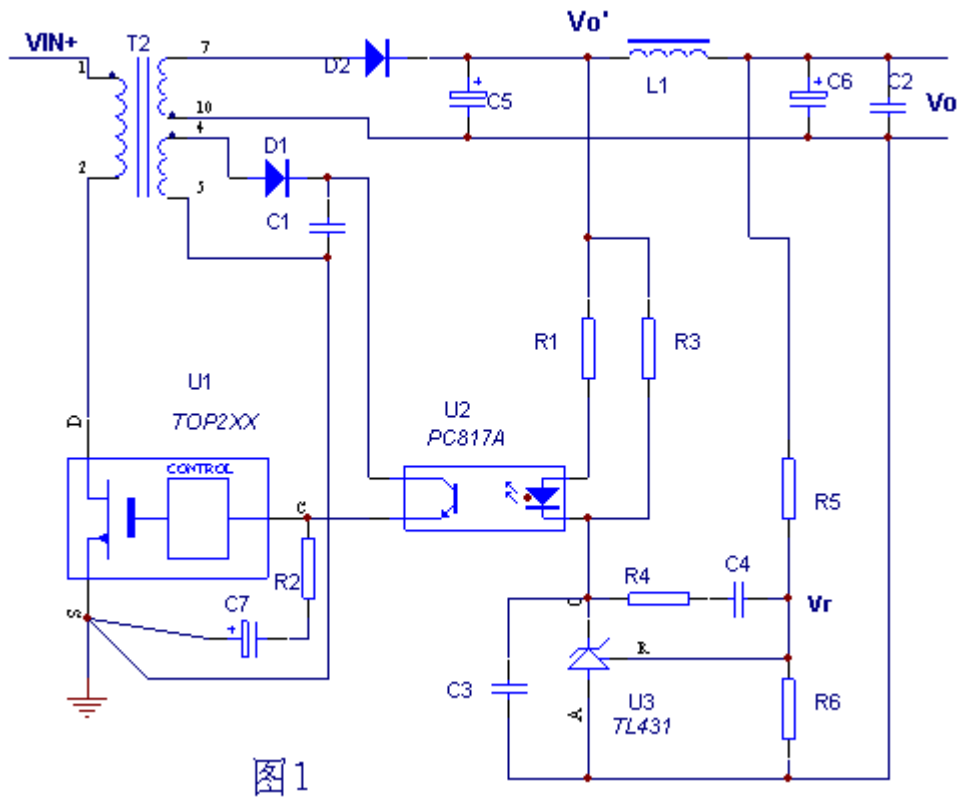 Vo'
VIN+
T2
7
1
D2
C5
L1
C6
C2
Vo
10
4
D1
2
5
C1
R1
R3
U1
TOP2XX
U2
PC817A
D
CONTROL
C
R5
R2
R4
C4
C
Vr
S
C7
R
C3
U3
TL431
A
R6
+
+
+
图1